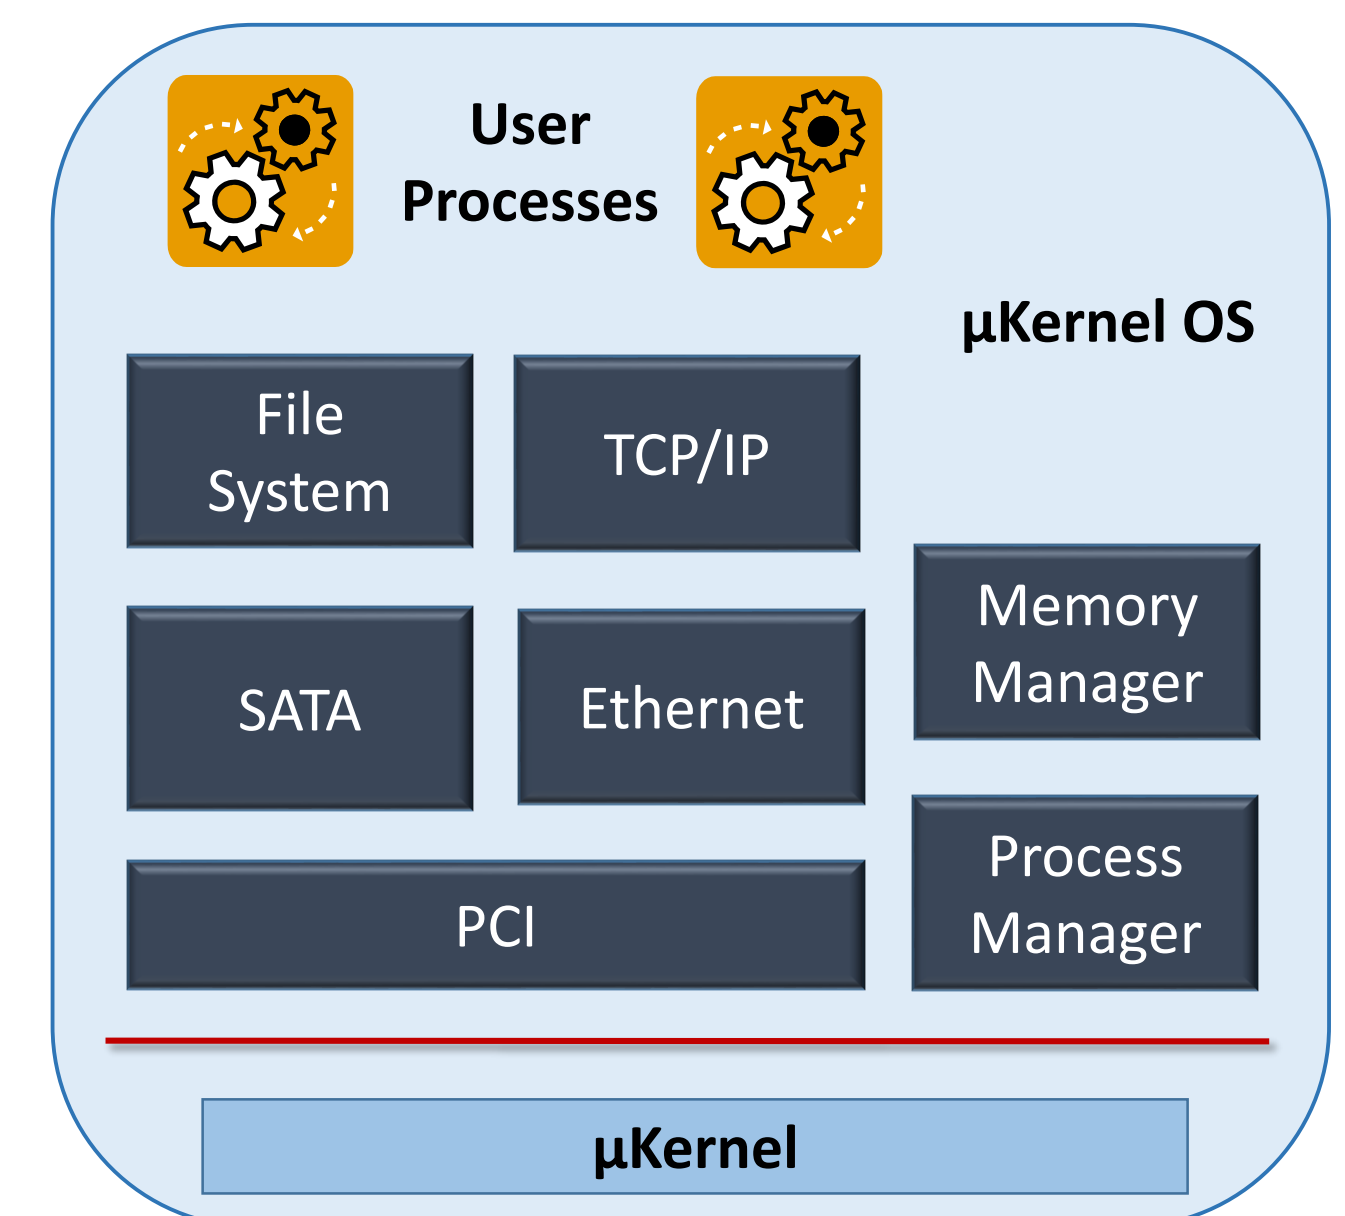 User
Processes
µKernel OS
File
System
TCP/IP
Memory
Manager
SATA
Ethernet
Process
Manager
PCI
µKernel